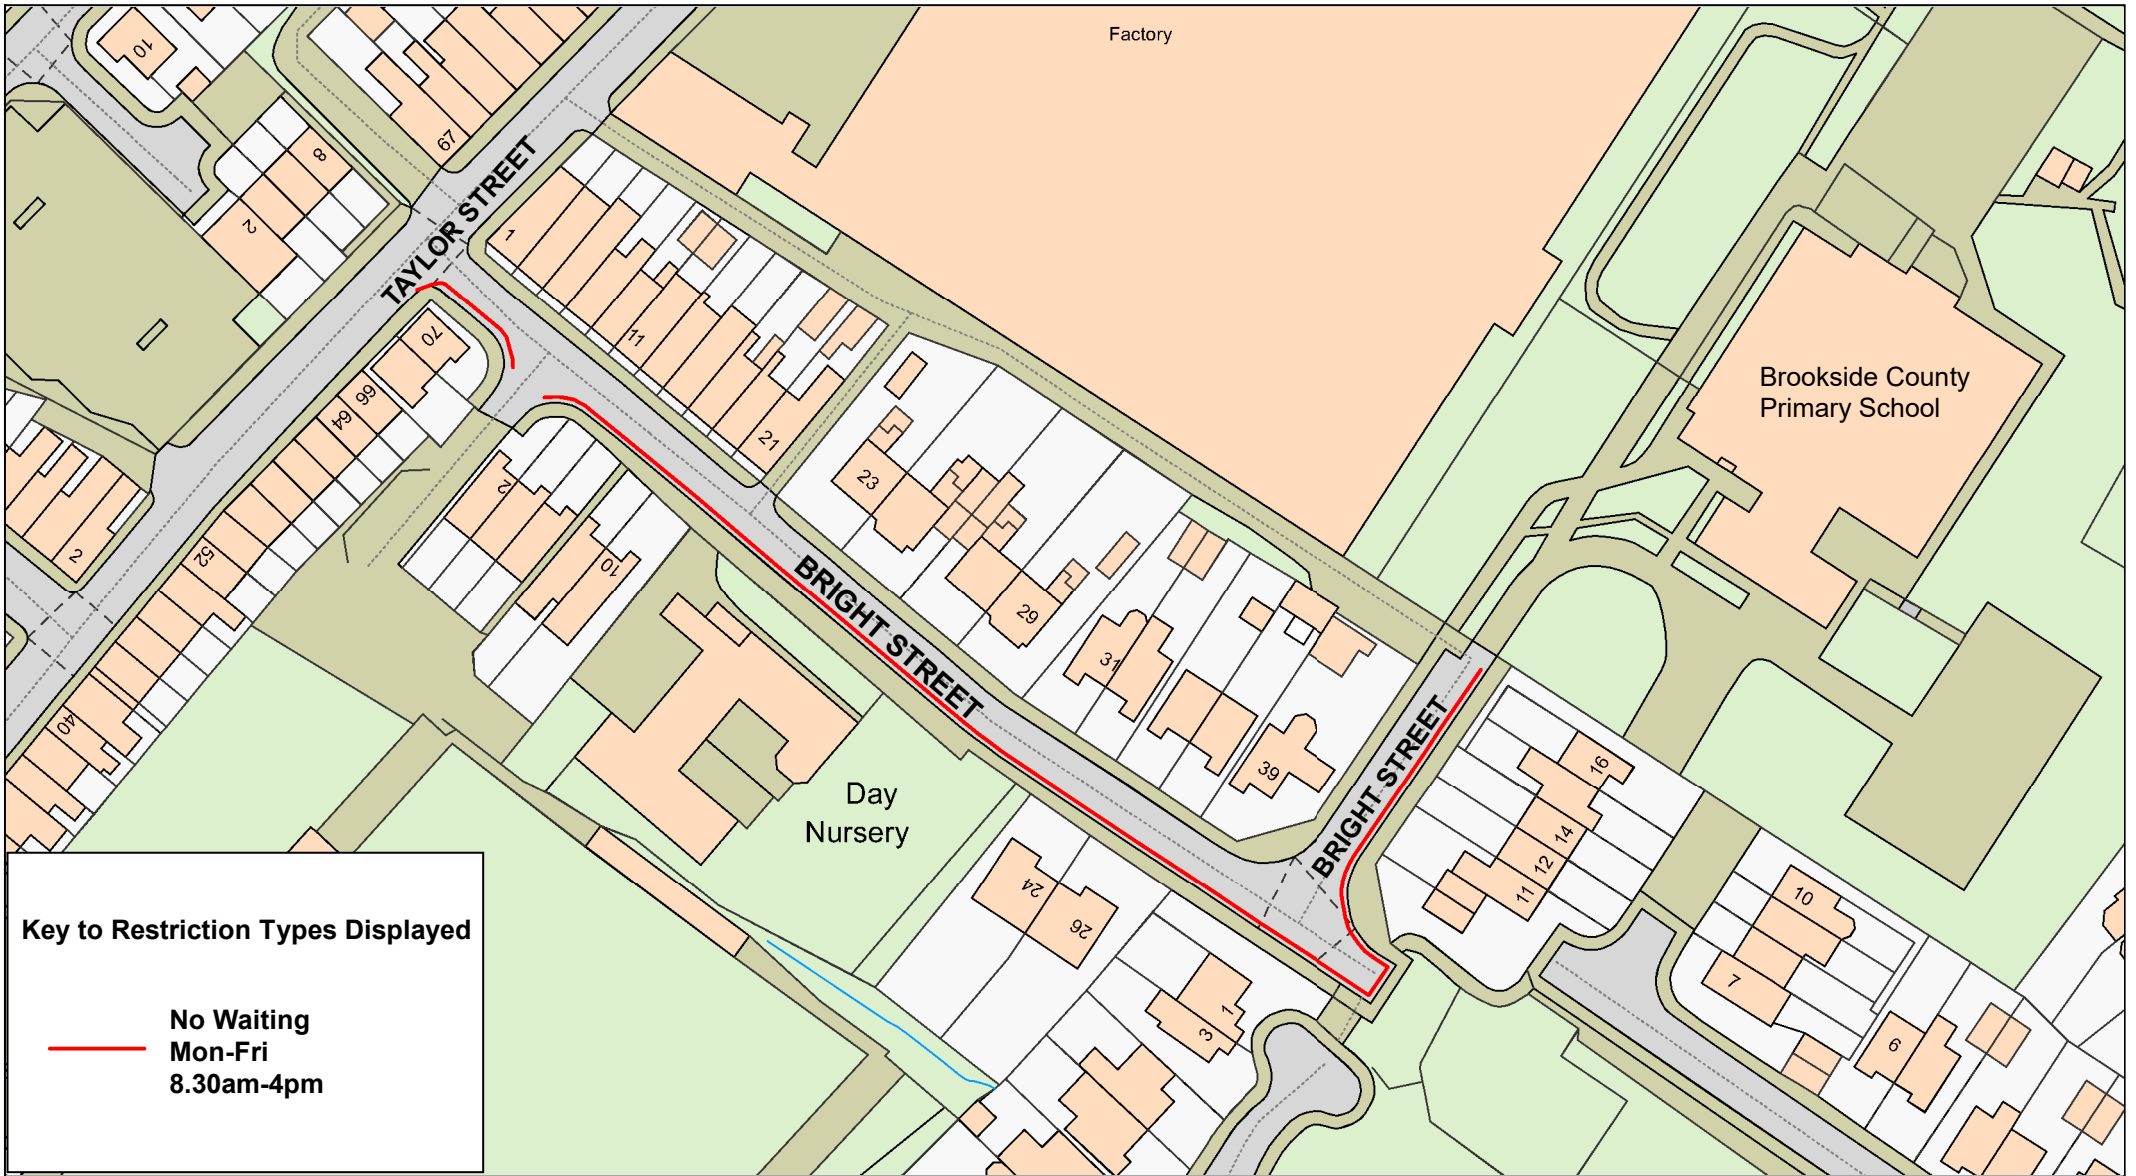 Factory
10
67
8
2
TAYLOR STREET
1
70
11
66
64
21
23
2
52
2
10
29
BRIGHT STREET
31
39
40
BRIGHT STREET
Brookside County
Primary School
16
14
12
11
Day
Nursery
24
26
10
7
1
3
6
Key to Restriction Types Displayed
No Waiting
Mon-Fri
8.30am-4pm